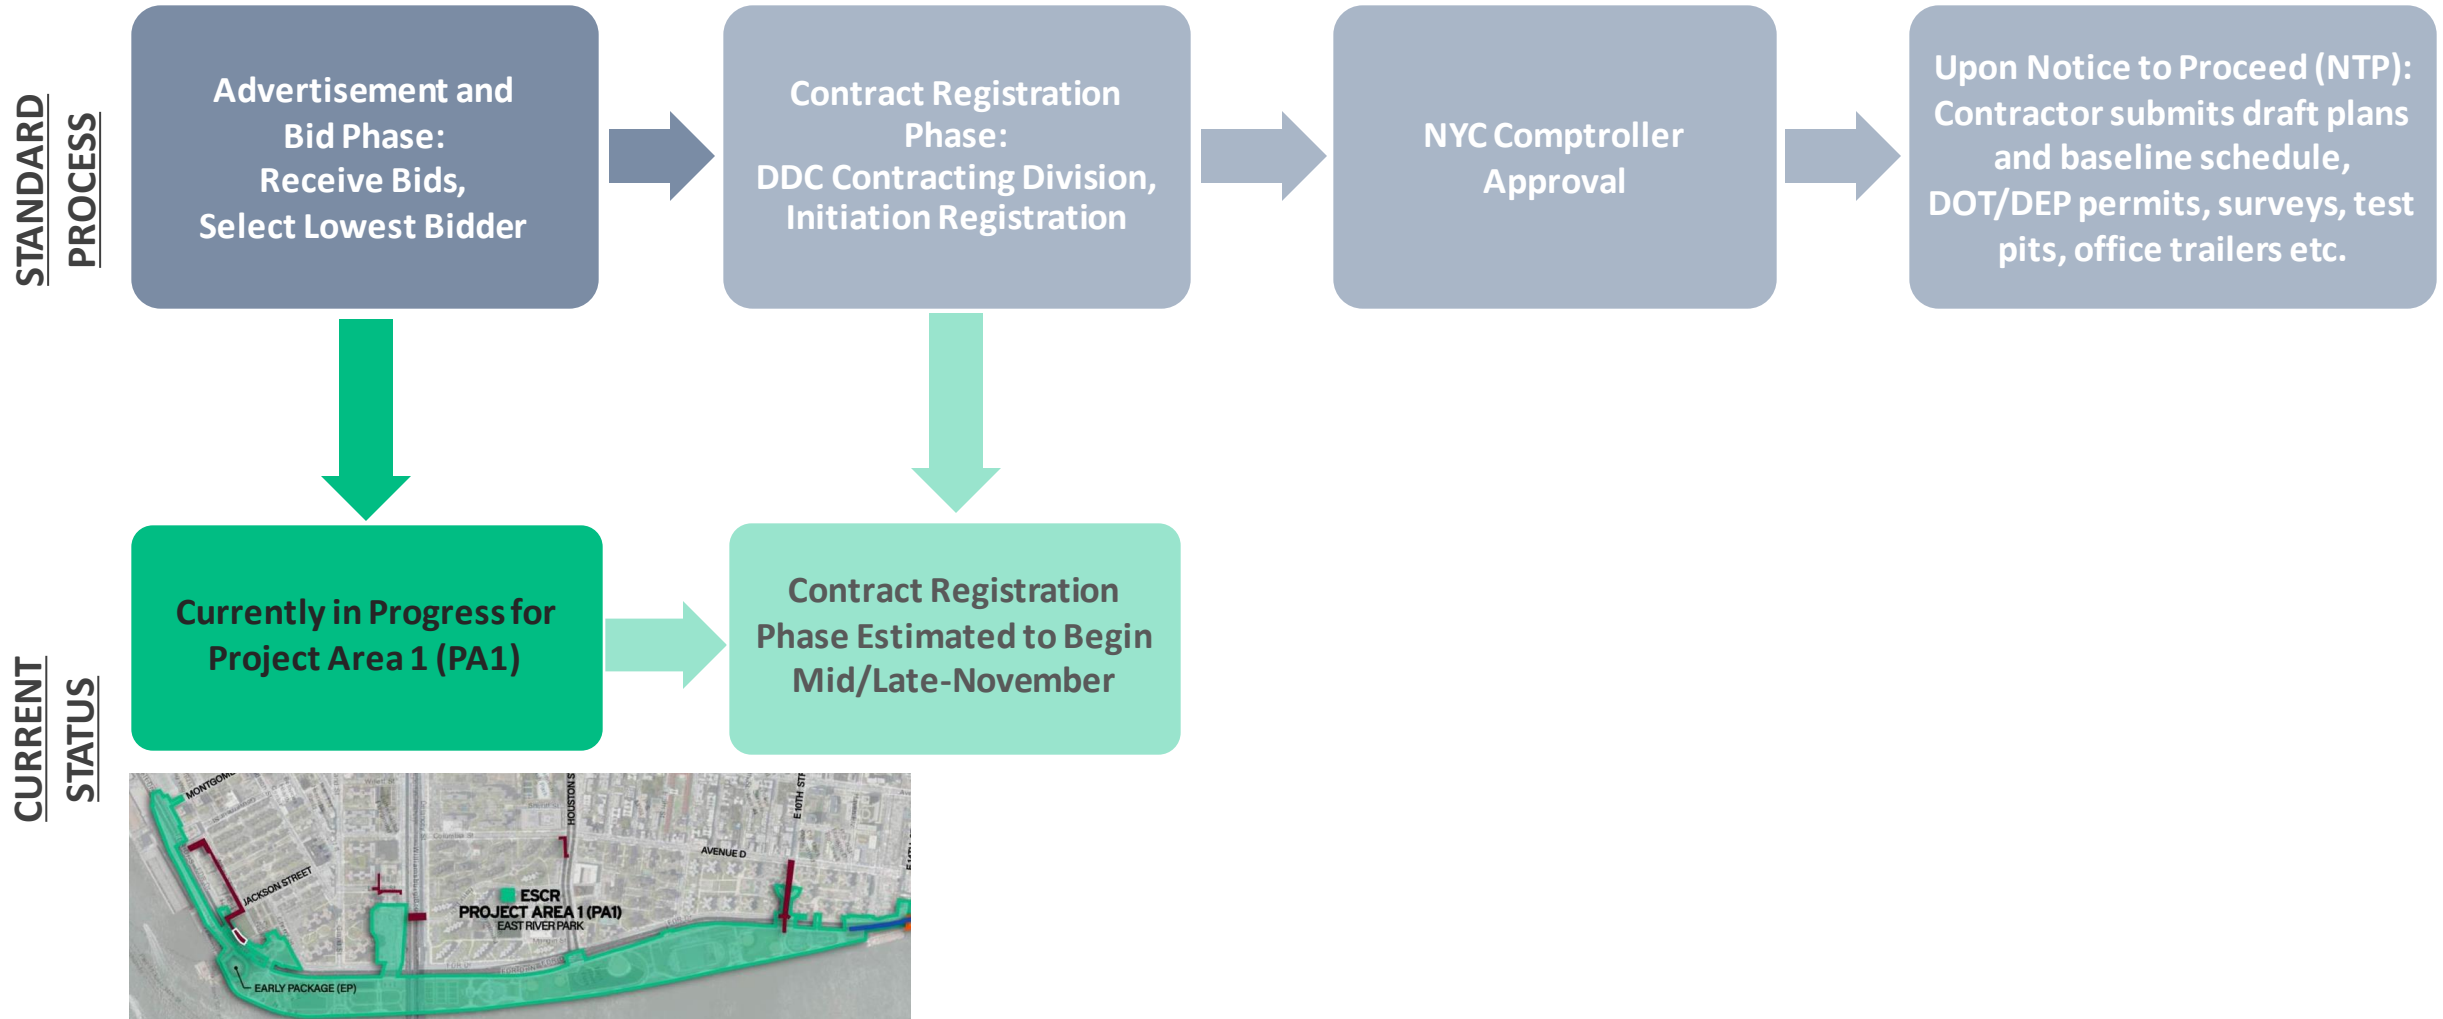 STANDARD
PROCESS
Advertisement and
Bid Phase:
Receive Bids,
Select Lowest Bidder
Contract Registration
Phase:
DDC Contracting Division,
Initiation Registration
NYC Comptroller
Approval
Upon Notice to Proceed (NTP):
Contractor submits draft plans
and baseline schedule,
DOT/DEP permits, surveys, test
pits, office trailers etc.
CURRENT
STATUS
Currently in Progress for
Project Area 1 (PA1)
Contract Registration
Phase Estimated to Begin
Mid/Late-November
JACKSON STREET
AVENUE D
ESCR
PROJECT AREA 1 (PA1)
EAST RIVER PARK
EARLY PACKAGE (EP)